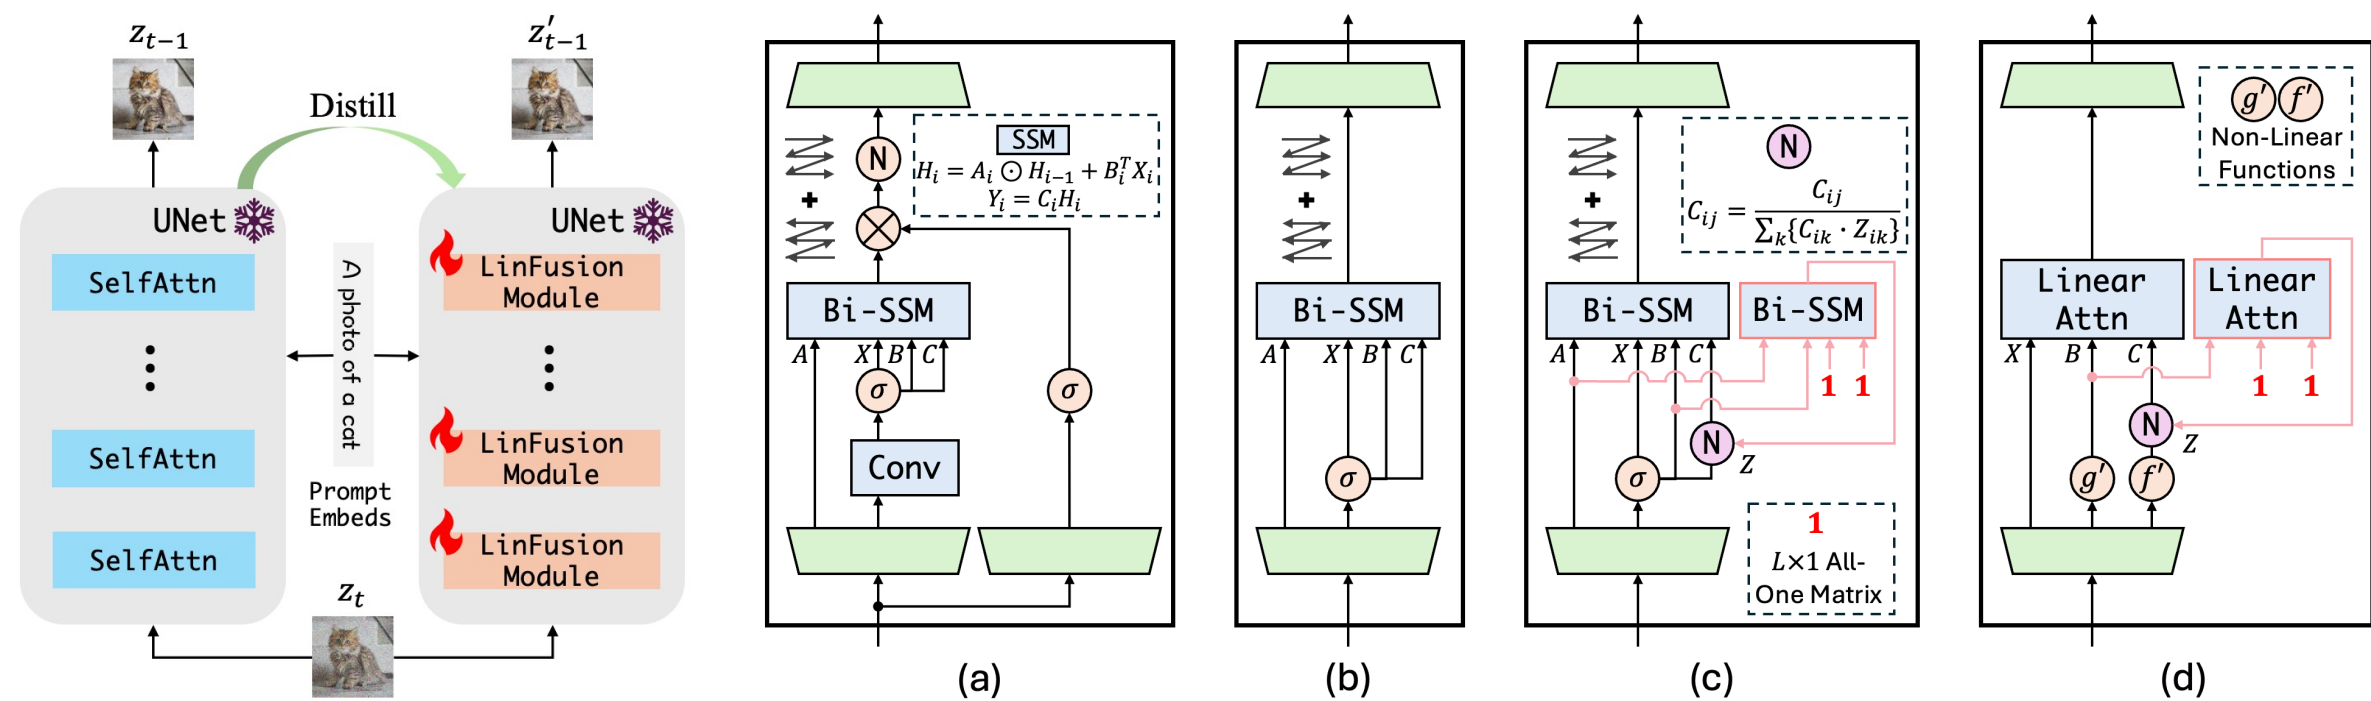 z_{t−1}
z'_{t−1}
Distill
UNet
UNet
SelfAttn
SelfAttn
SelfAttn
A photo of a cat
Prompt
Embeds
LinFusion
Module
LinFusion
Module
LinFusion
Module
z_t
N
SSM
H_i = A_i ⊙ H_{i−1} + B_i^T X_i
Y_i = C_i H_i
+
Bi-SSM
A X B C
σ
σ
Conv
(a)
+
Bi-SSM
A X B C
σ
(b)
N
C_{ij} = C_{ij} / ∑_k{C_{ik} · Z_{ik}}
+
Bi-SSM
Bi-SSM
A X B C
1 1
N
Z
σ
1
L×1 All-
One Matrix
(c)
g' f'
Non-Linear
Functions
Linear
Attn
Linear
Attn
X B C
1 1
N
Z
g' f'
(d)